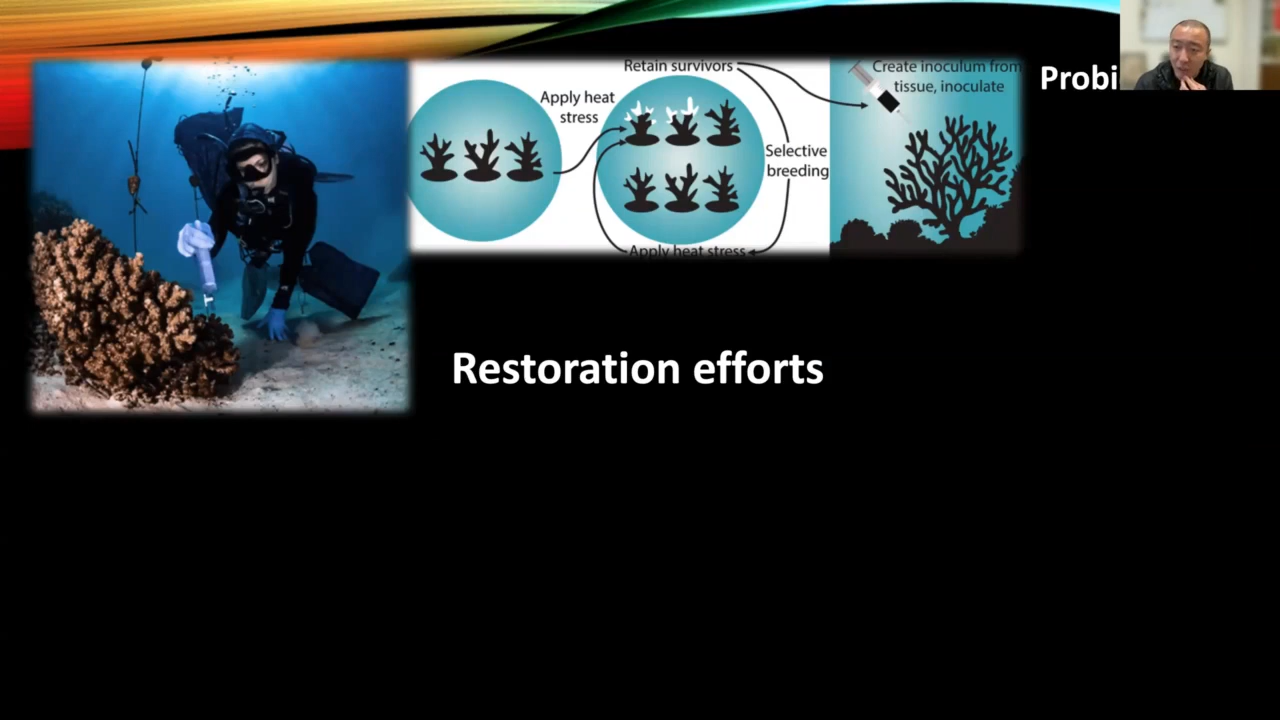 Retain survivors
Apply heat
stress
Selective
breeding
Apply heat stress
Create inoculum from
tissue, inoculate
Probi
Restoration efforts